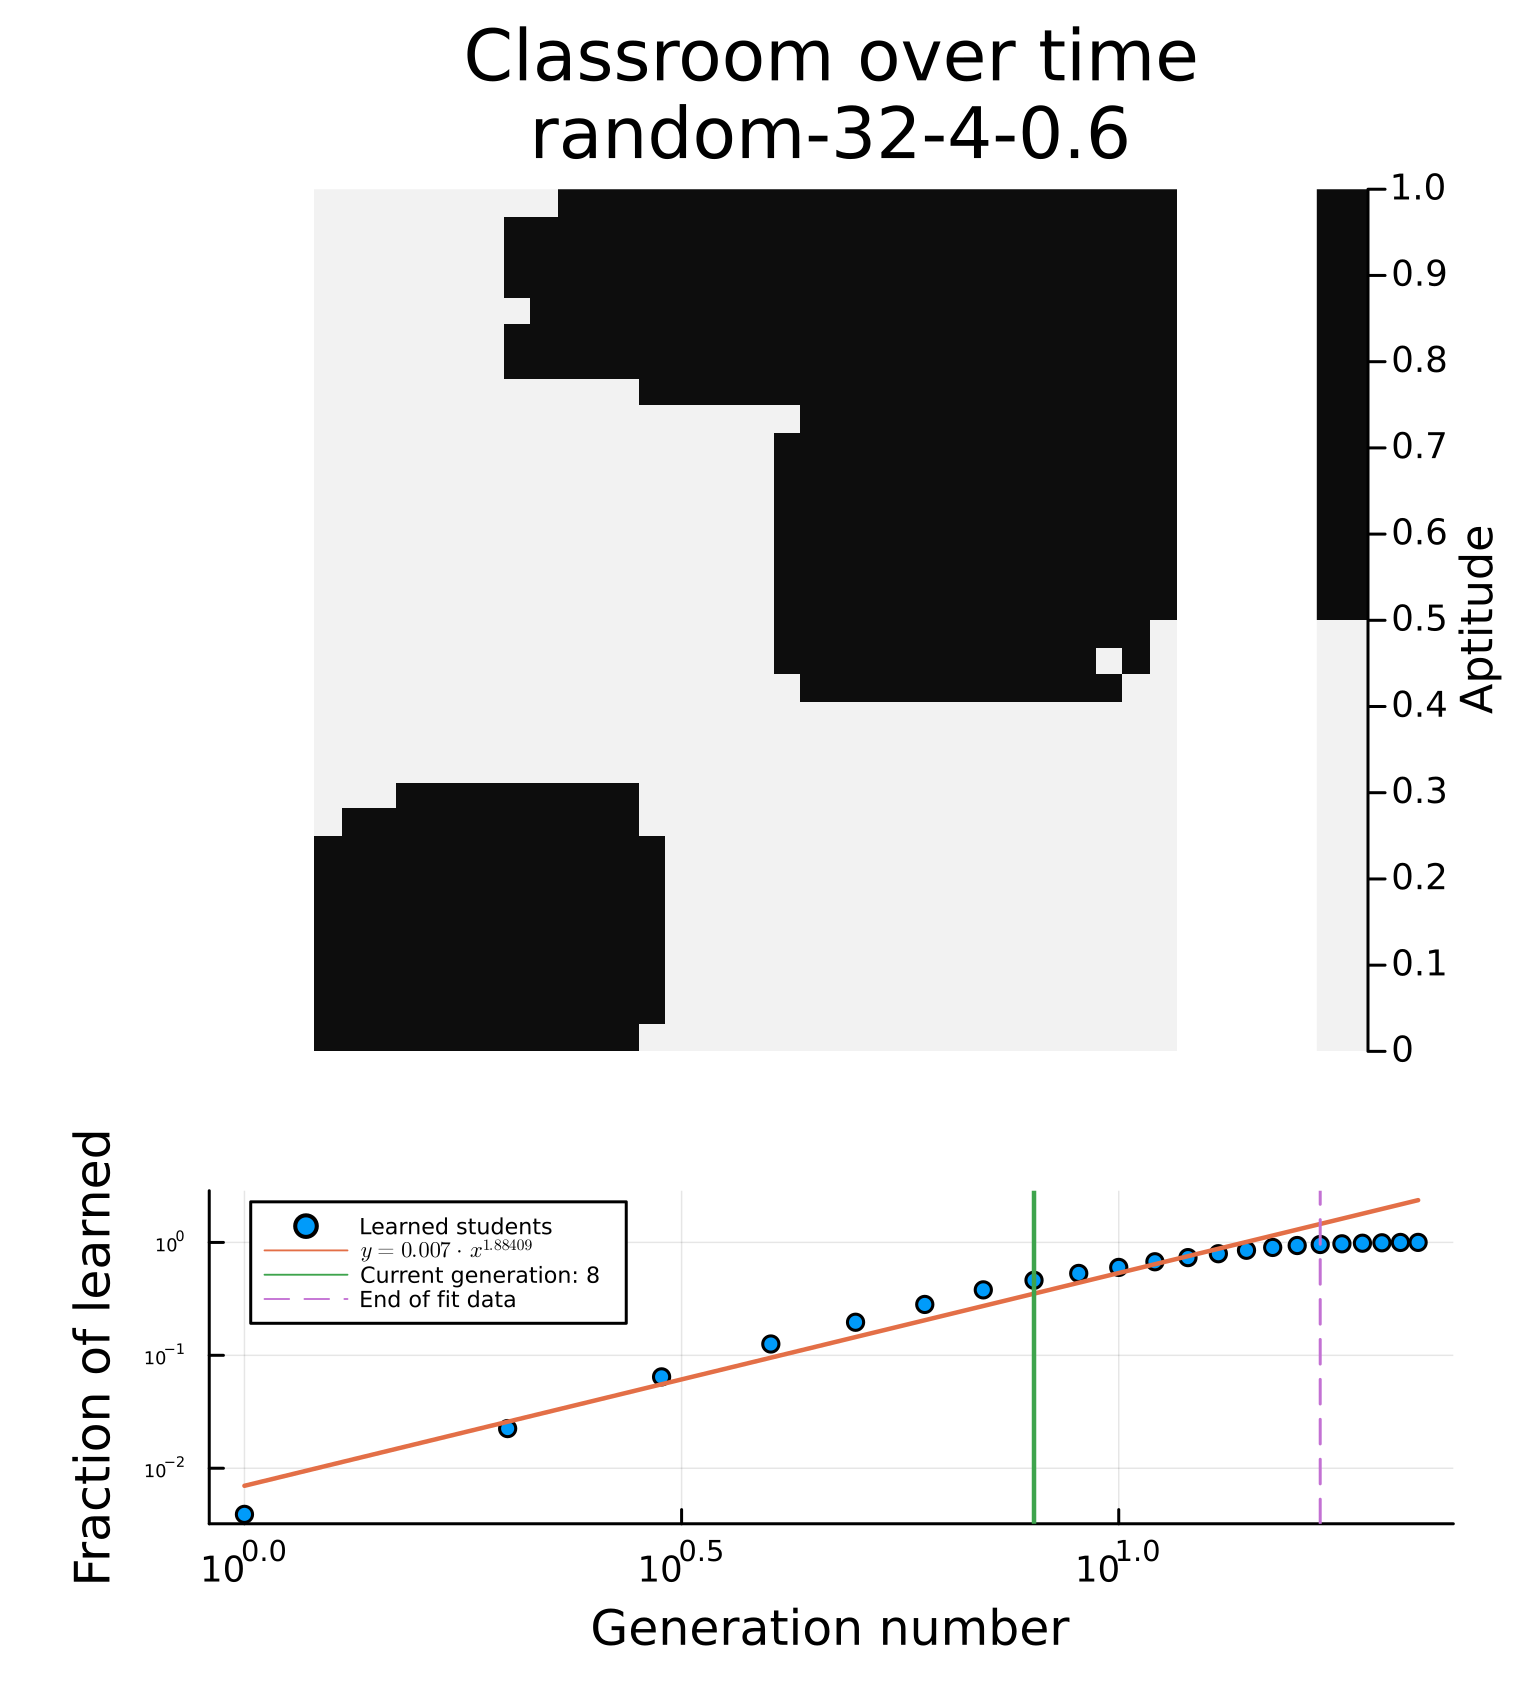 Classroom over time
random-32-4-0.6
1.0
0.9
0.8
0.7
0.6
0.5
0.4
0.3
0.2
0.1
0
Aptitude
Fraction of learned
10^0
10^−1
10^−2
Learned students
y = 0.007 · x^1.88409
Current generation: 8
End of fit data
10^0.0
10^0.5
10^1.0
Generation number